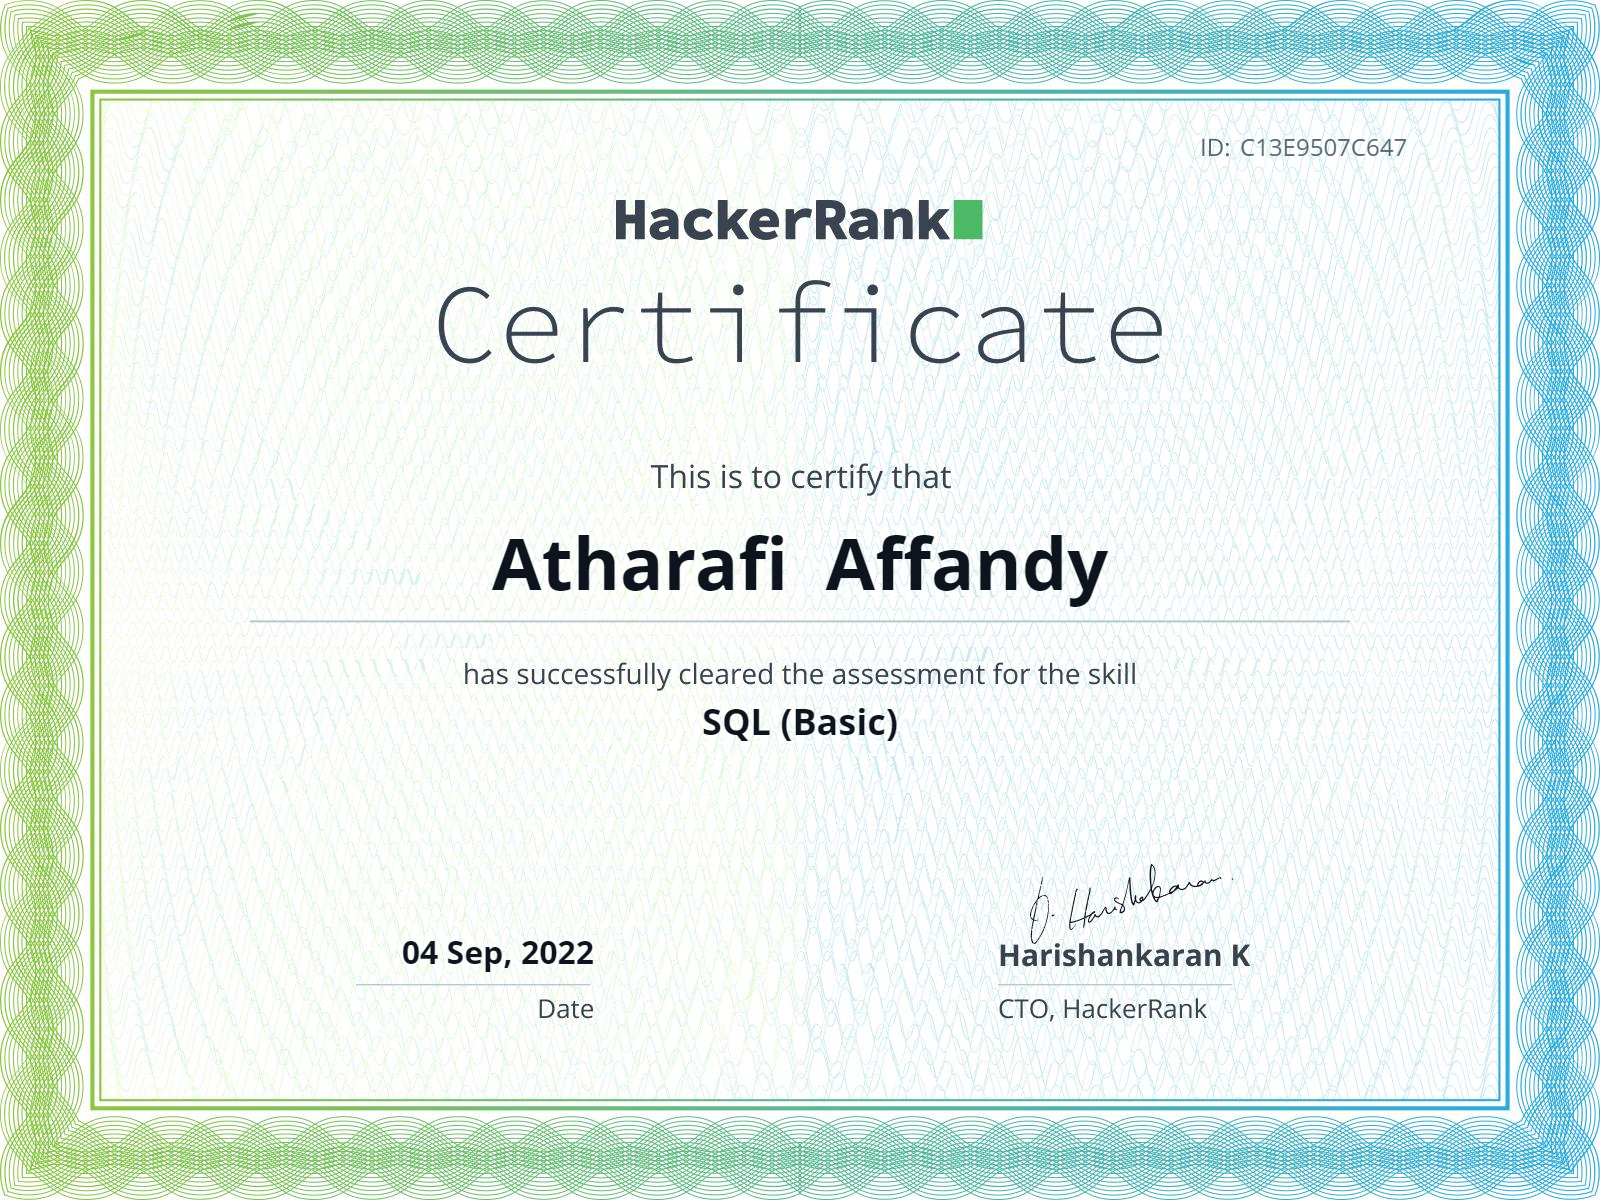 ID: C13E9507C647
HackerRank
Certificate
This is to certify that
Atharafi Affandy
has successfully cleared the assessment for the skill
SQL (Basic)
J. Harishankaran
04 Sep, 2022
Harishankaran K
Date
CTO, HackerRank